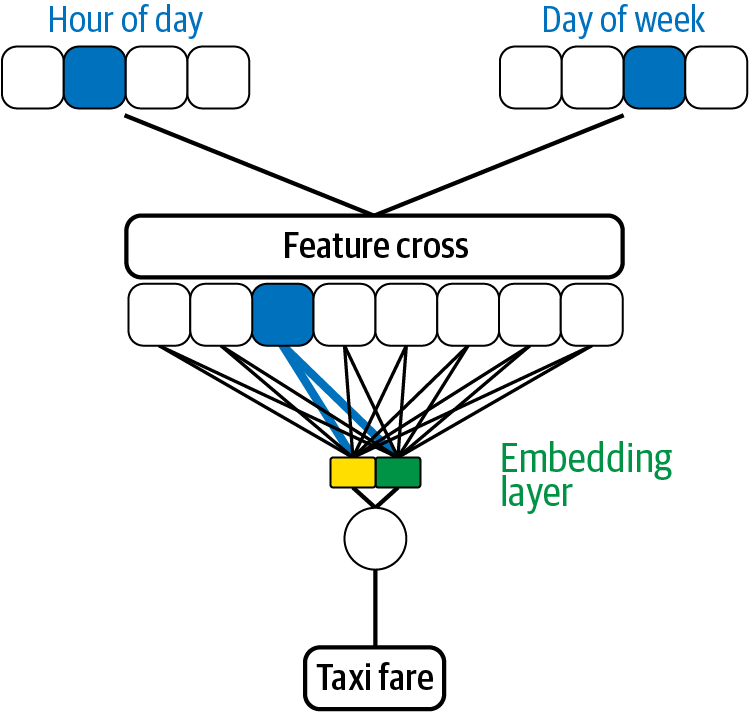 Hour of day
Day of week
Feature cross
Embedding
layer
Taxi fare